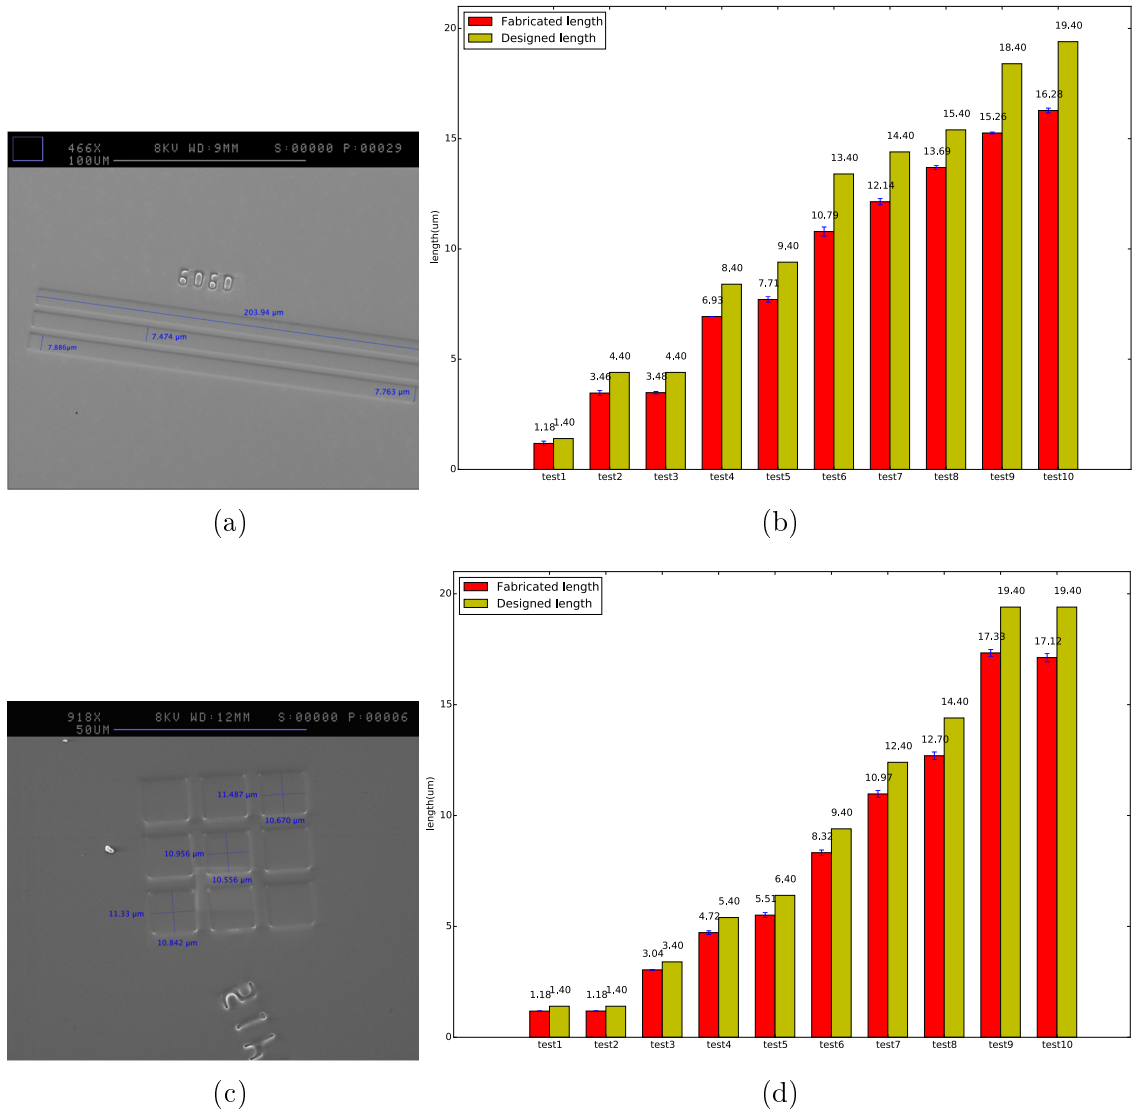 466X 8KV WD:9MM S:00000 P:00029
100UM
6060
203.94 µm
7.474 µm
7.886µm
7.763 µm
(a)
Fabricated length
Designed length
length(um)
20
15
10
5
0
1.18 1.40
3.46 4.40
3.48 4.40
6.93 8.40
7.71 9.40
10.79 13.40
12.14 14.40
13.69 15.40
15.26 18.40
16.28 19.40
test1 test2 test3 test4 test5 test6 test7 test8 test9 test10
(b)
918X 8KV WD:12MM S:00000 P:00006
50UM
11.487 µm
10.670 µm
10.956 µm
10.556 µm
11.33 µm
10.842 µm
(c)
Fabricated length
Designed length
length(um)
20
15
10
5
0
1.18 1.40
1.18 1.40
3.04 3.40
4.72 5.40
5.51 6.40
8.32 9.40
10.97 12.40
12.70 14.40
17.33 19.40
17.12 19.40
test1 test2 test3 test4 test5 test6 test7 test8 test9 test10
(d)